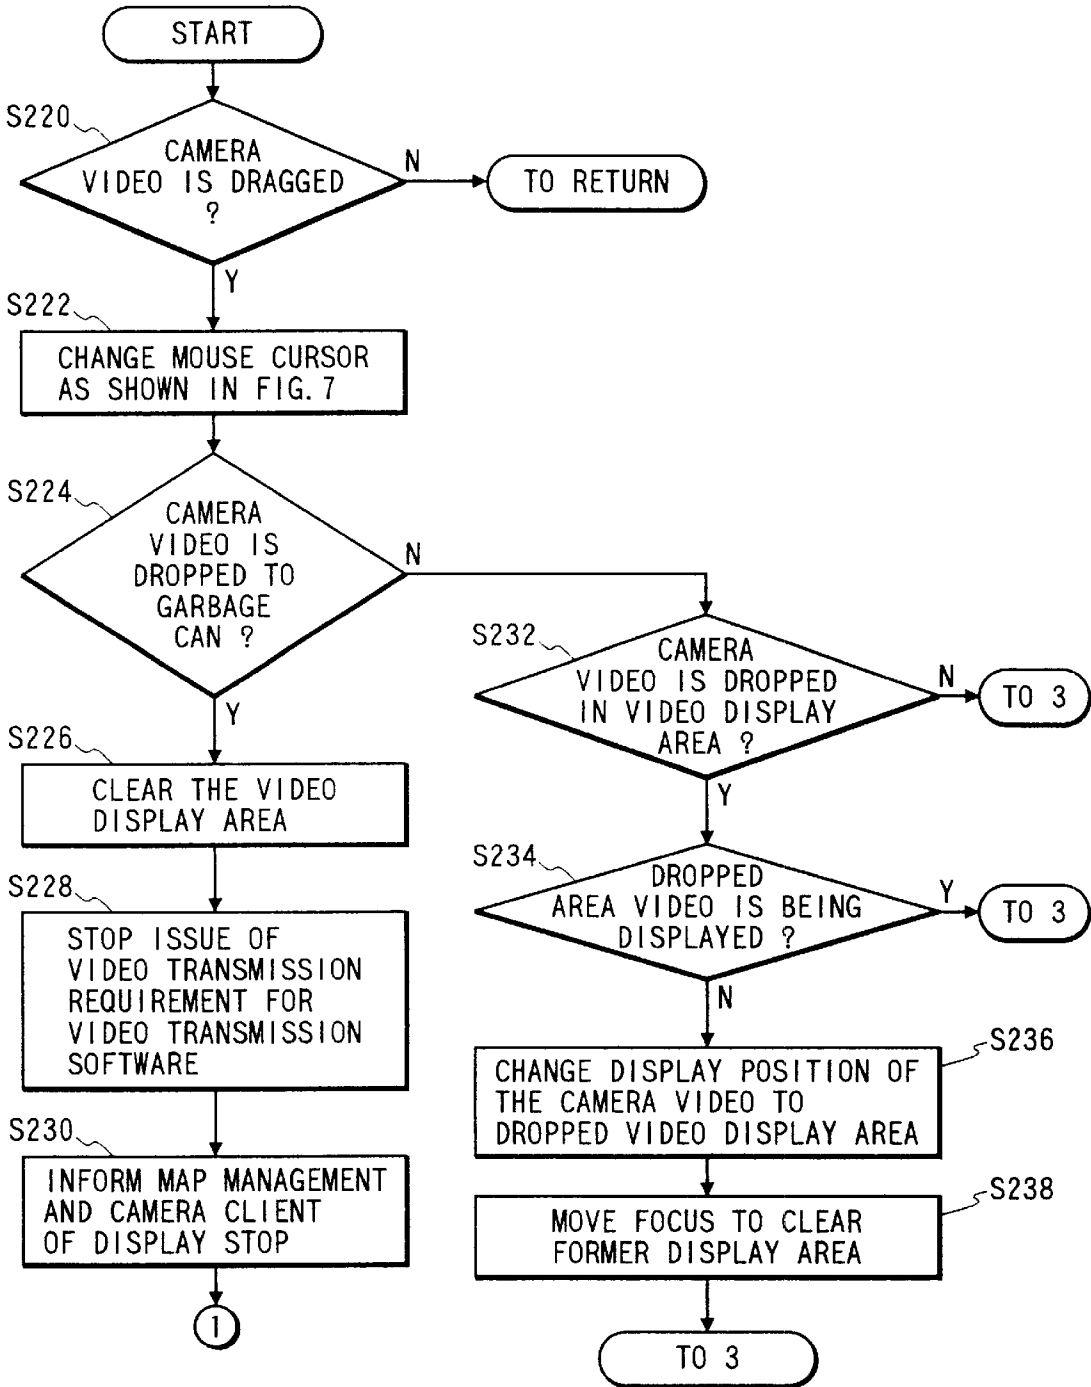 START
S220
CAMERA
VIDEO IS DRAGGED
?
N
TO RETURN
Y
S222
CHANGE MOUSE CURSOR
AS SHOWN IN FIG. 7
S224
CAMERA
VIDEO IS
DROPPED TO
GARBAGE
CAN ?
N
Y
S226
CLEAR THE VIDEO
DISPLAY AREA
S228
STOP ISSUE OF
VIDEO TRANSMISSION
REQUIREMENT FOR
VIDEO TRANSMISSION
SOFTWARE
S230
INFORM MAP MANAGEMENT
AND CAMERA CLIENT
OF DISPLAY STOP
1
S232
CAMERA
VIDEO IS DROPPED
IN VIDEO DISPLAY
AREA ?
N
TO 3
Y
S234
DROPPED
AREA VIDEO IS BEING
DISPLAYED ?
Y
TO 3
N
S236
CHANGE DISPLAY POSITION OF
THE CAMERA VIDEO TO
DROPPED VIDEO DISPLAY AREA
S238
MOVE FOCUS TO CLEAR
FORMER DISPLAY AREA
TO 3